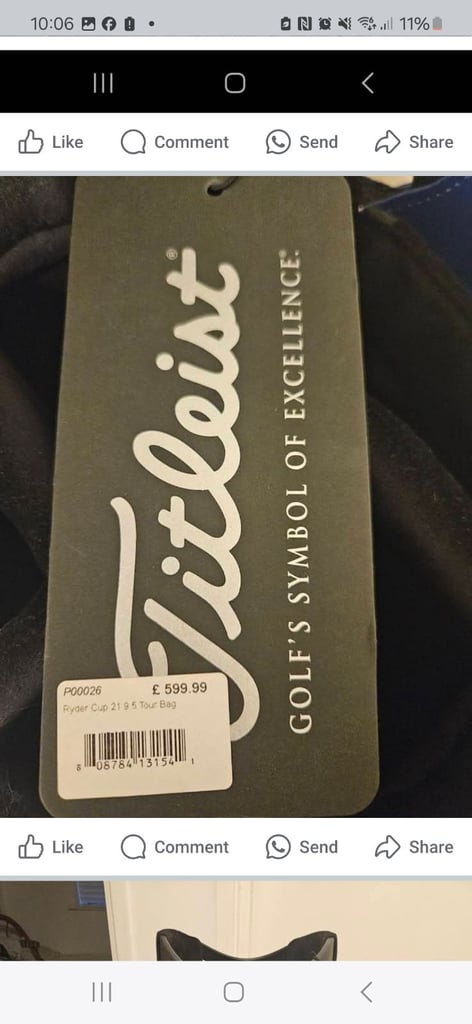 10:06
11%
Like Comment Send Share
Titleist®
GOLF'S SYMBOL OF EXCELLENCE.®
P00026 £ 599.99
Ryder Cup 21 9.5 Tour Bag
8 08784 13154 1
Like Comment Send Share